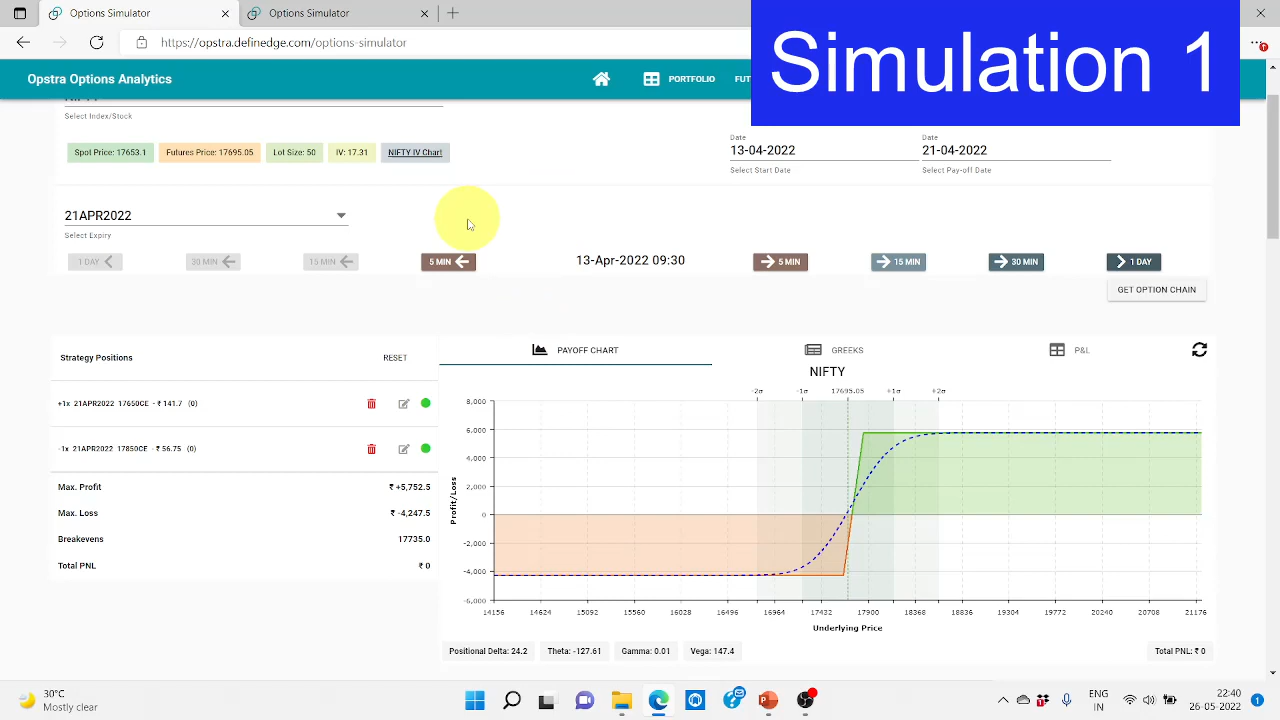 https://opstra.definedge.com/options-simulator
Simulation 1
Opstra Options Analytics
PORTFOLIO
FUT
Select Index/Stock
Spot Price: 17653.1
Futures Price: 17695.05
Lot Size: 50
IV: 17.31
NIFTY IV Chart
Date
13-04-2022
Select Start Date
Date
21-04-2022
Select Pay-off Date
21APR2022
Select Expiry
1 DAY
30 MIN
15 MIN
5 MIN
13-Apr-2022 09:30
5 MIN
15 MIN
30 MIN
1 DAY
GET OPTION CHAIN
Strategy Positions
RESET
PAYOFF CHART
GREEKS
P&L
+1x 21APR2022 17650CE - ₹ 141.7 (0)
-1x 21APR2022 17850CE ₹ 56.75 (0)
Max. Profit
₹ +5,752.5
Max. Loss
₹ -4,247.5
Breakevens
17735.0
Total PNL
₹ 0
NIFTY
-2σ -1σ 17695.05 +1σ +2σ
8,000
6,000
4,000
2,000
0
-2,000
-4,000
-6,000
Profit/Loss
14156 14624 15092 15560 16028 16496 16964 17432 17900 18368 18836 19304 19772 20240 20708 21176
Underlying Price
Positional Delta: 24.2
Theta: -127.61
Gamma: 0.01
Vega: 147.4
Total PNL: ₹ 0
30°C
Mostly clear
ENG
IN
22:40
26-05-2022